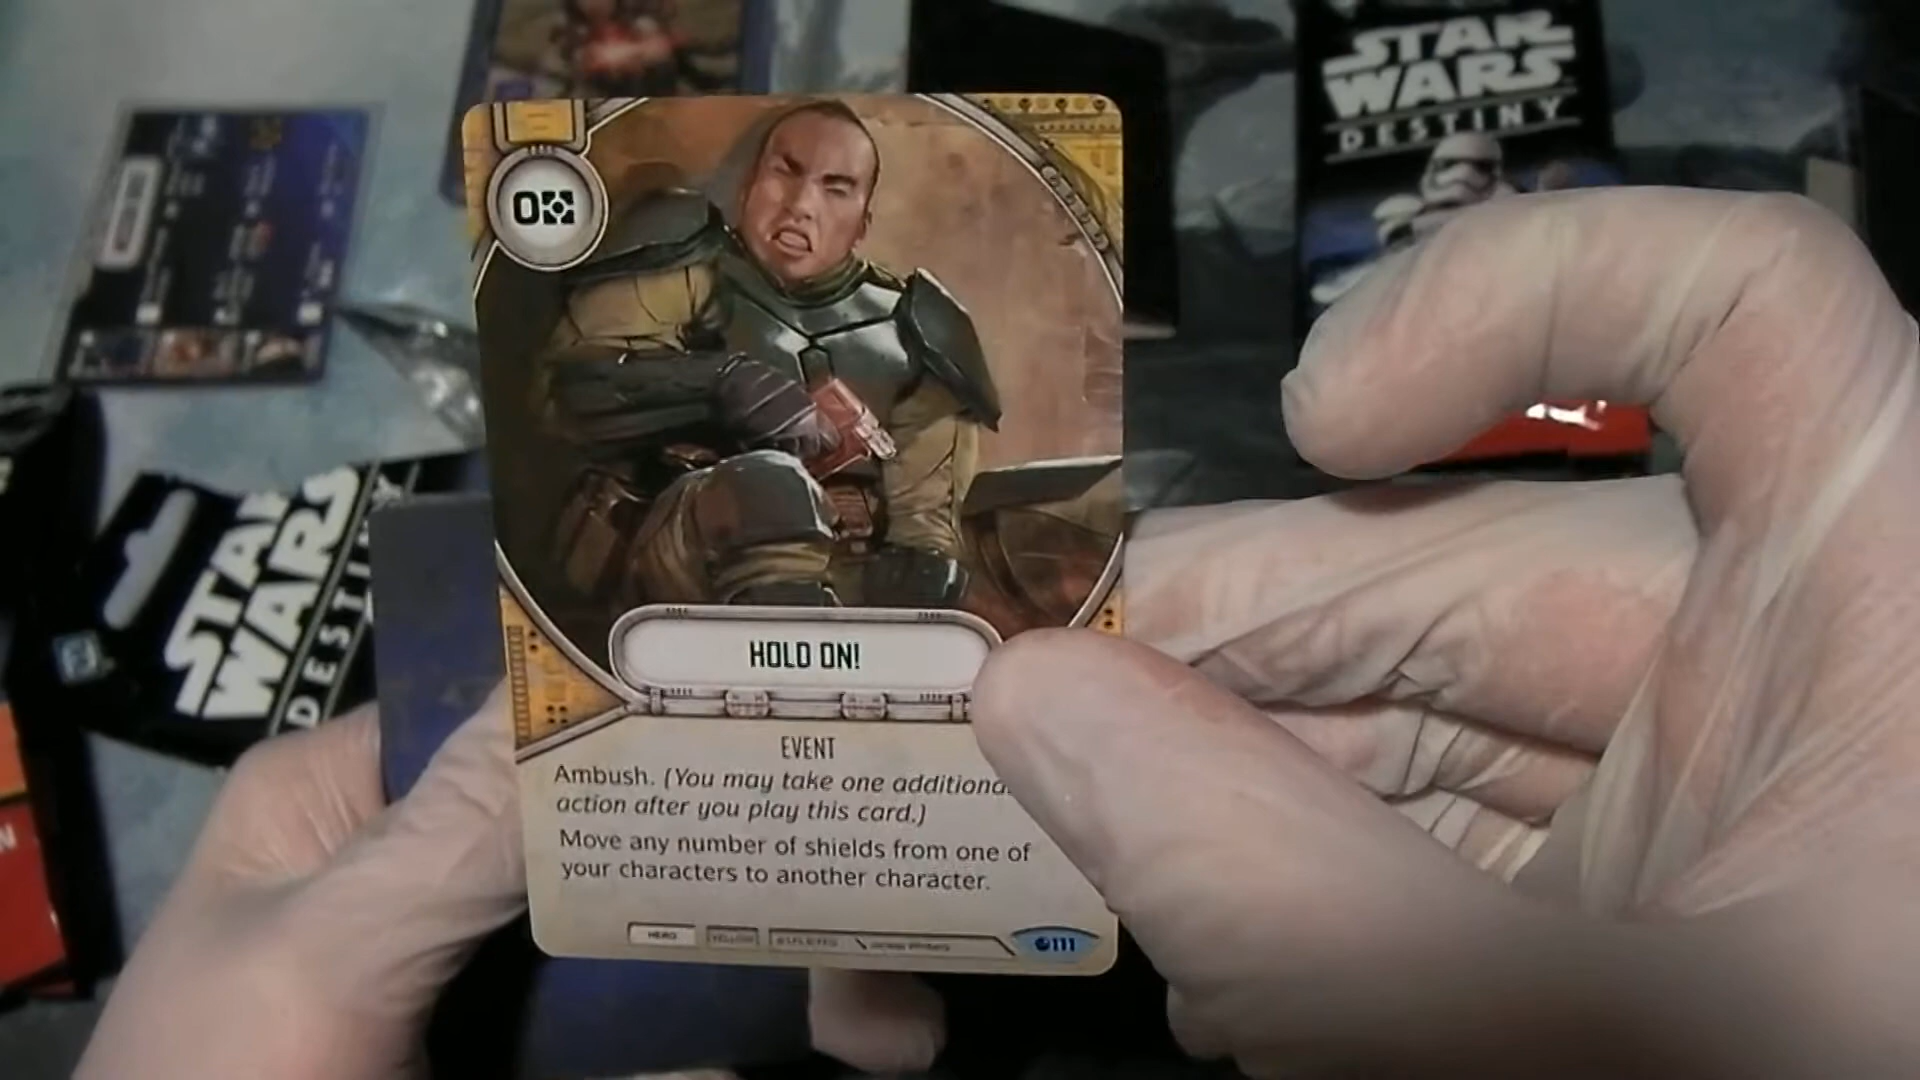 STAR
WARS
DESTINY
0
STAR
WARS
HOLD ON!
EVENT
Ambush. (You may take one additional
action after you play this card.)
Move any number of shields from one of
your characters to another character.
HERO
YELLOW
111